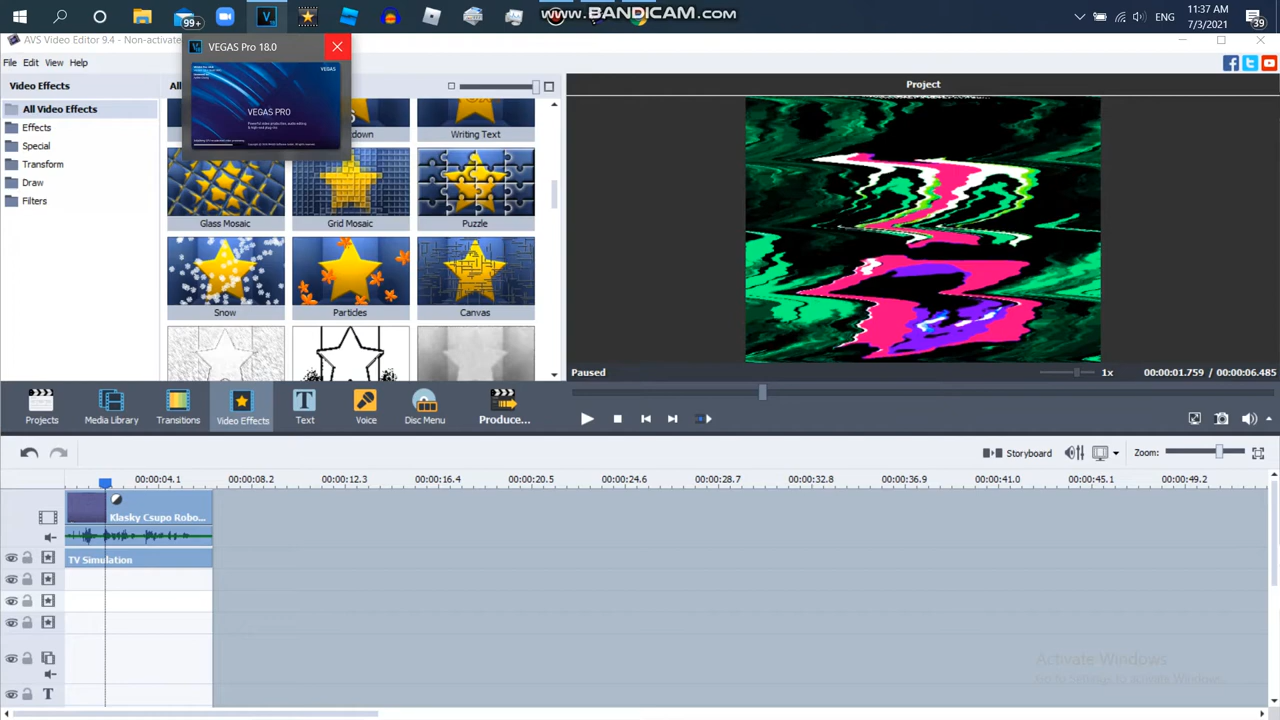 WWW.BANDICAM.COM
99+
ENG
11:37 AM
7/3/2021
39
AVS Video Editor 9.4 - Non-activate
VEGAS Pro 18.0
File Edit View Help
VEGAS
VEGAS PRO
Video Effects
All
Project
All Video Effects
Effects
Special
Transform
Draw
Filters
down
Writing Text
Glass Mosaic
Grid Mosaic
Puzzle
Snow
Particles
Canvas
Paused
1x
00:00:01.759 / 00:00:06.485
Projects
Media Library
Transitions
Video Effects
Text
Voice
Disc Menu
Produce...
Storyboard
Zoom:
00:00:04.1 00:00:08.2 00:00:12.3 00:00:16.4 00:00:20.5 00:00:24.6 00:00:28.7 00:00:32.8 00:00:36.9 00:00:41.0 00:00:45.1 00:00:49.2
Klasky Csupo Robo...
TV Simulation
T
Activate Windows
Go to Settings to activate Windows.